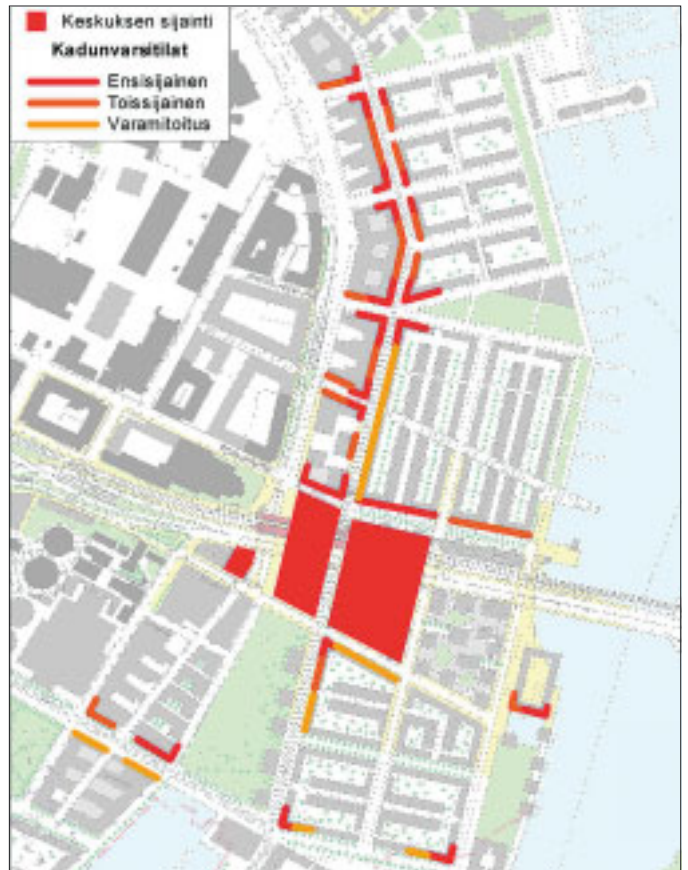 Keskuksen sijainti
Kadunvarsitilat
Ensisijainen
Toissijainen
Varamitoitus